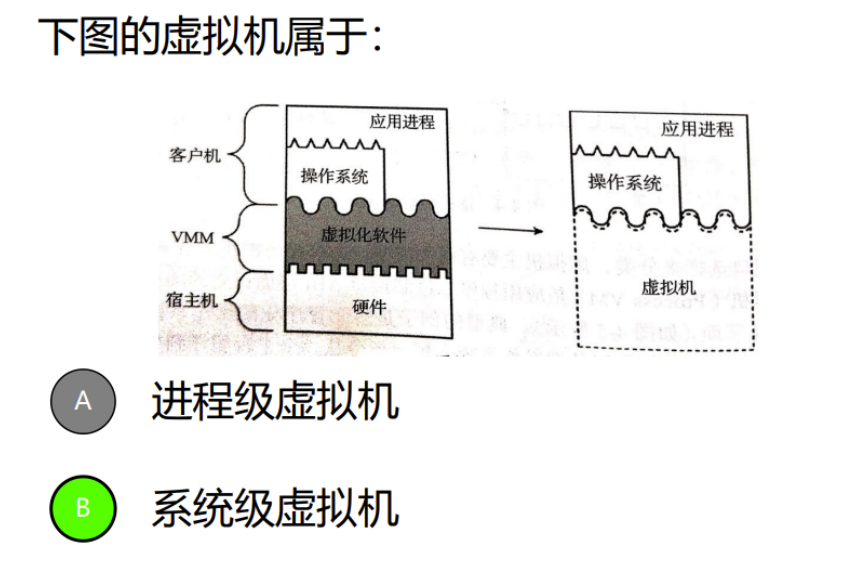 下图的虚拟机属于：
应用进程
客户机
操作系统
VMM
虚拟化软件
宿主机
硬件
应用进程
操作系统
虚拟机
A 进程级虚拟机
B 系统级虚拟机